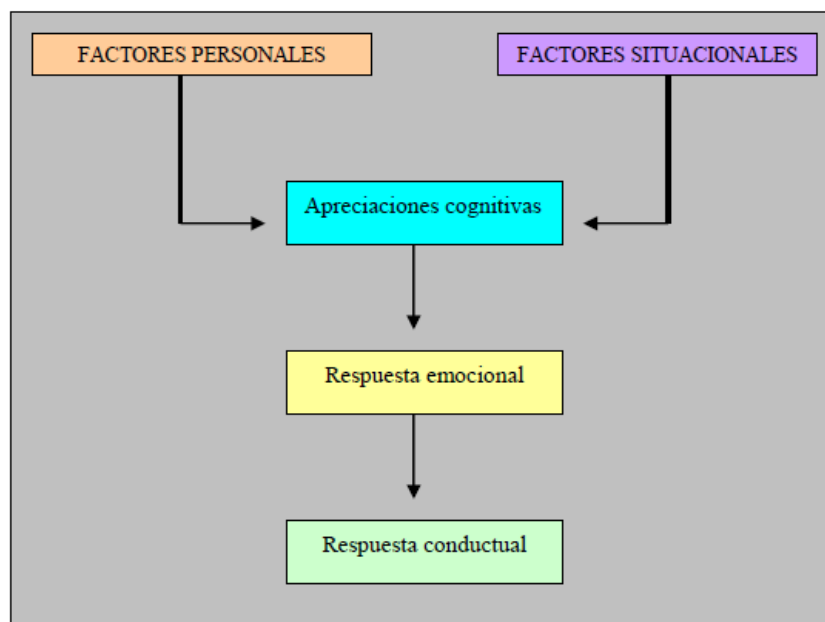 FACTORES PERSONALES
FACTORES SITUACIONALES
Apreciaciones cognitivas
Respuesta emocional
Respuesta conductual